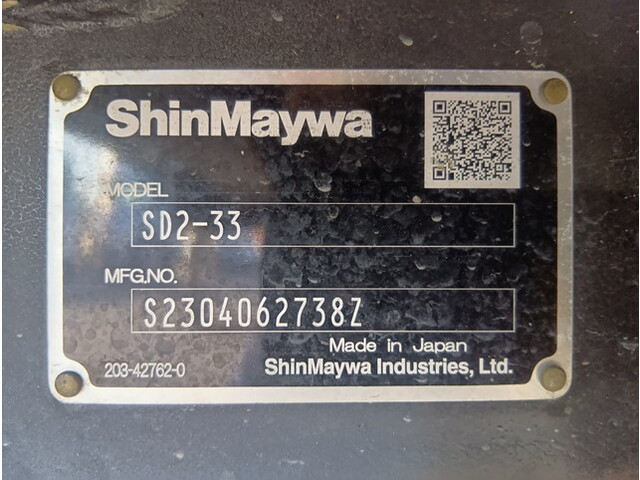 ShinMaywa
MODEL
SD2-33
MFG.NO.
S2304062738Z
Made in Japan
203-42762-0
ShinMaywa Industries, Ltd.